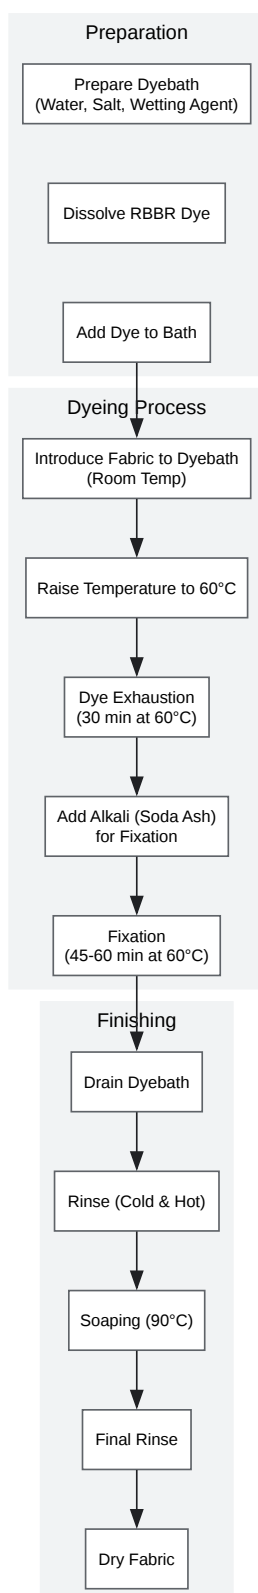 Preparation
Prepare Dyebath
(Water, Salt, Wetting Agent)
Dissolve RBBR Dye
Add Dye to Bath
Dyeing Process
Introduce Fabric to Dyebath
(Room Temp)
Raise Temperature to 60°C
Dye Exhaustion
(30 min at 60°C)
Add Alkali (Soda Ash)
for Fixation
Fixation
(45-60 min at 60°C)
Finishing
Drain Dyebath
Rinse (Cold & Hot)
Soaping (90°C)
Final Rinse
Dry Fabric